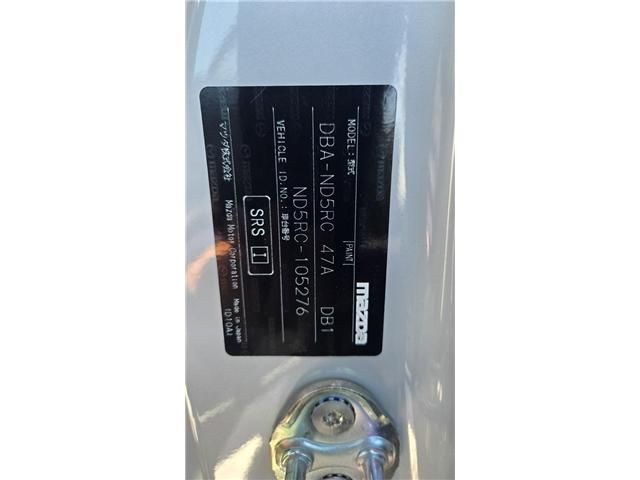 mazda
MODEL:型式 PAINT
DBA-ND5RC 47A DB1
VEHICLE ID.NO.:車台番号
ND5RC-105276
SRS I
マツダ株式会社 Mazda Motor Corporation Made in Japan